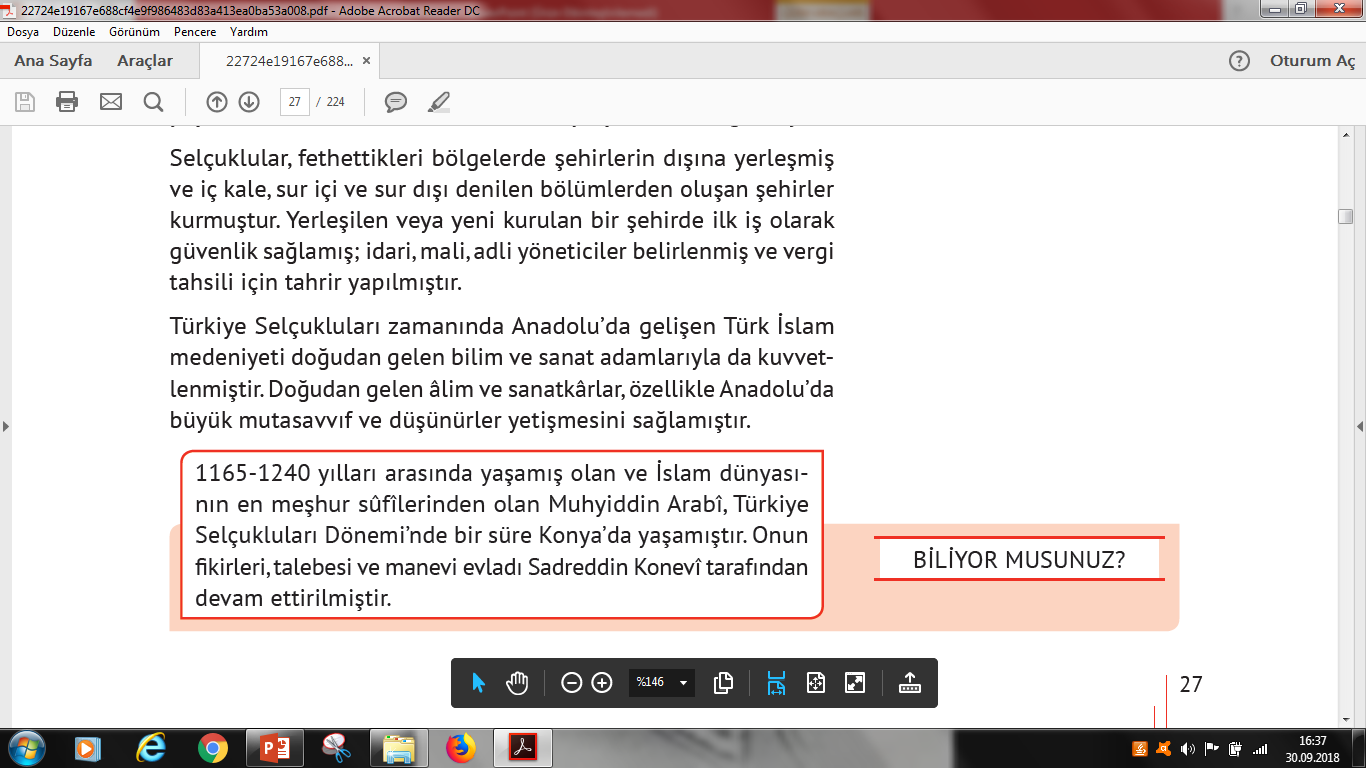 22724e19167e688cf4e9f986483d83a413ea0ba53a008.pdf - Adobe Acrobat Reader DC
Dosya Düzenle Görünüm Pencere Yardım
Ana Sayfa Araçlar 22724e19167e688... × Oturum Aç
27 / 224
Selçuklular, fethettikleri bölgelerde şehirlerin dışına yerleşmiş
ve iç kale, sur içi ve sur dışı denilen bölümlerden oluşan şehirler
kurmuştur. Yerleşilen veya yeni kurulan bir şehirde ilk iş olarak
güvenlik sağlamış; idari, mali, adli yöneticiler belirlenmiş ve vergi
tahsili için tahrir yapılmıştır.
Türkiye Selçukluları zamanında Anadolu’da gelişen Türk İslam
medeniyeti doğudan gelen bilim ve sanat adamlarıyla da kuvvet-
lenmiştir. Doğudan gelen âlim ve sanatkârlar, özellikle Anadolu’da
büyük mutasavvıf ve düşünürler yetişmesini sağlamıştır.
1165-1240 yılları arasında yaşamış olan ve İslam dünyası-
nın en meşhur sûfîlerinden olan Muhyiddin Arabî, Türkiye
Selçukluları Dönemi’nde bir süre Konya’da yaşamıştır. Onun
fikirleri, talebesi ve manevi evladı Sadreddin Konevî tarafından
devam ettirilmiştir.
BİLİYOR MUSUNUZ?
%146
27
16:37
30.09.2018